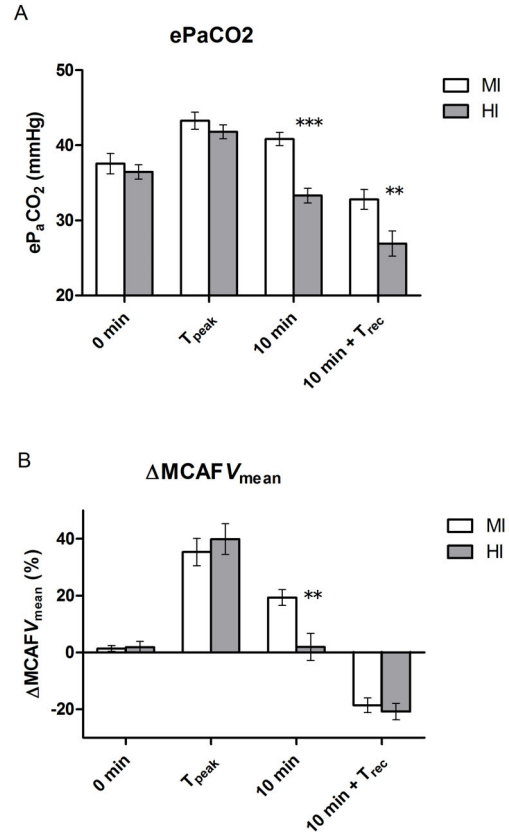 A
ePaCO2
50
40
30
20
ePaCO2 (mmHg)
MI
HI
***
**
0 min
Tpeak
10 min
10 min + Trec
B
ΔMCAFVmean
40
20
0
-20
ΔMCAFVmean (%)
MI
HI
**
0 min
Tpeak
10 min
10 min + Trec